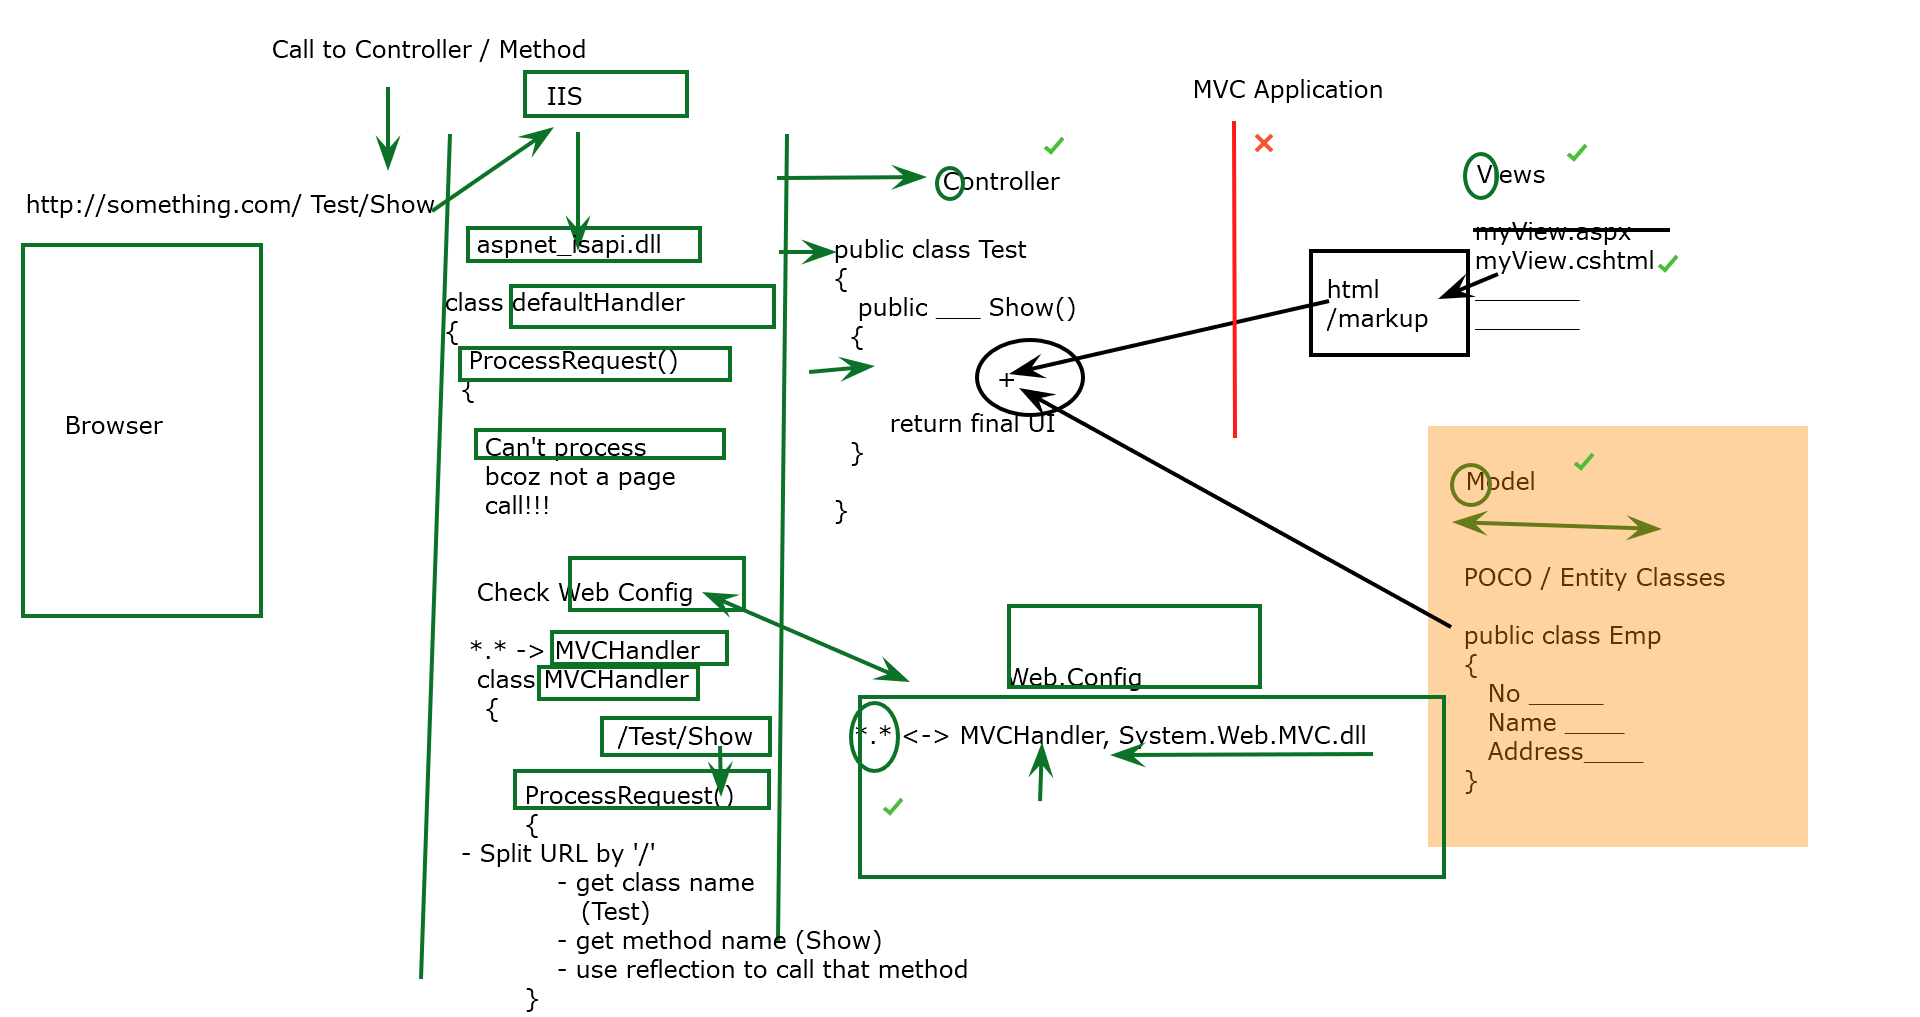 Call to Controller / Method
IIS
http://something.com/ Test/Show
Browser
aspnet_isapi.dll
class defaultHandler
{
ProcessRequest()
{
Can't process
bcoz not a page
call!!!
Check Web Config
*.* -> MVCHandler
class MVCHandler
{
/Test/Show
ProcessRequest()
{
- Split URL by '/'
- get class name
(Test)
- get method name (Show)
- use reflection to call that method
}
Controller
public class Test
{
public ___ Show()
{
+
return final UI
}
}
Web.Config
*.* <-> MVCHandler, System.Web.MVC.dll
MVC Application
Views
myView.aspx
myView.cshtml
_______
_______
html
/markup
Model
POCO / Entity Classes
public class Emp
{
No _____
Name ____
Address____
}